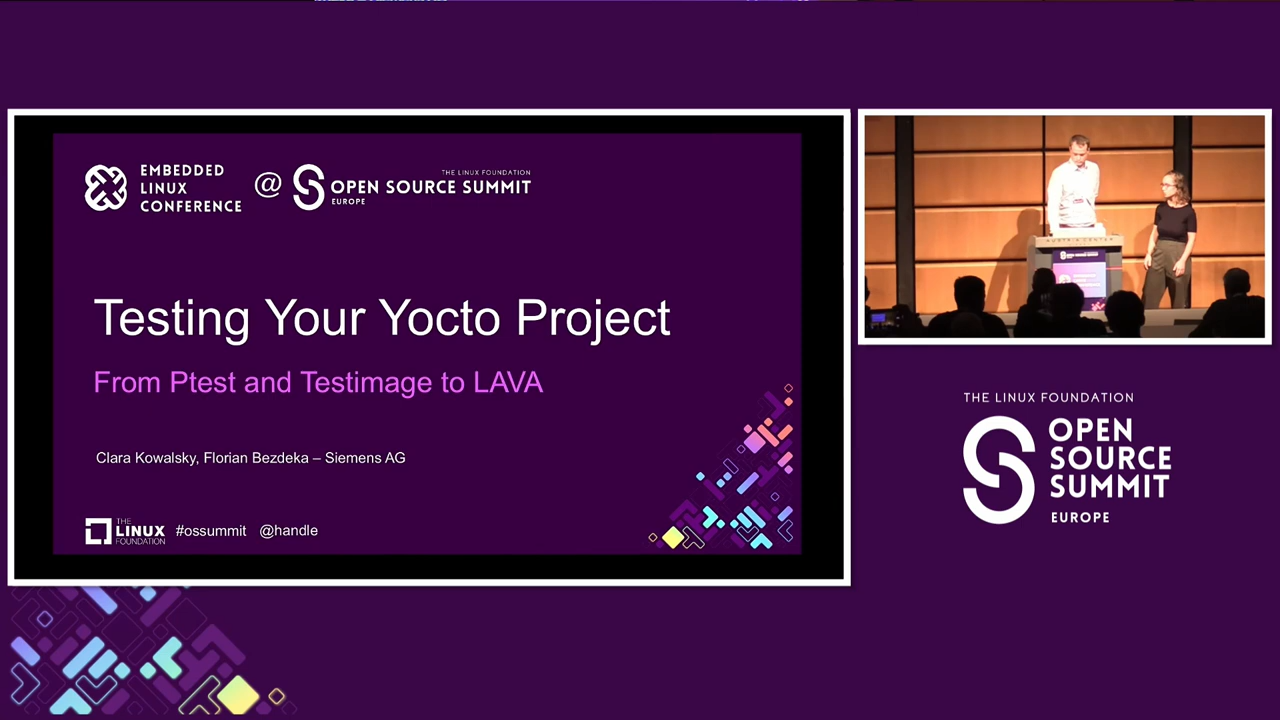 EMBEDDED
LINUX
CONFERENCE
@
THE LINUX FOUNDATION
OPEN SOURCE SUMMIT
EUROPE
Testing Your Yocto Project
From Ptest and Testimage to LAVA
Clara Kowalsky, Florian Bezdeka – Siemens AG
THE
LINUX
FOUNDATION
#ossummit @handle
AUSTRIA CENTER
THE LINUX FOUNDATION
OPEN
SOURCE
SUMMIT
EUROPE